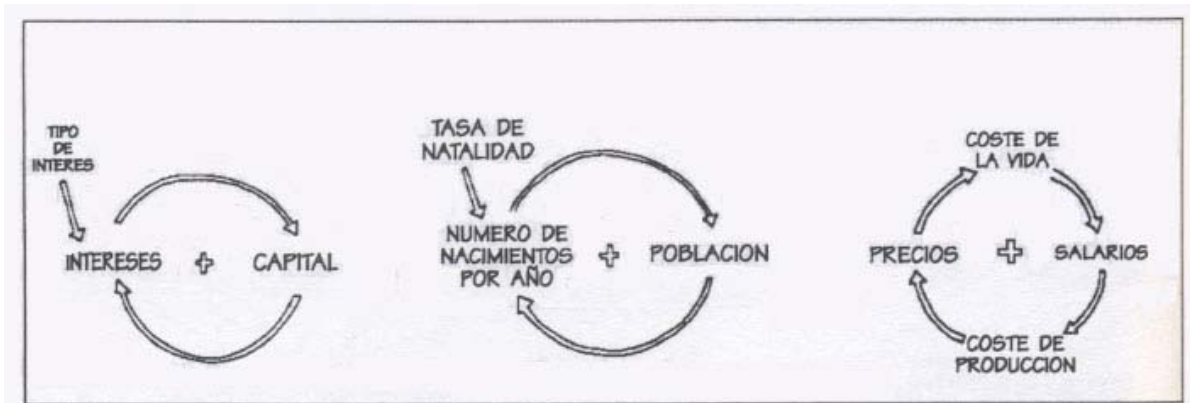 TIPO
DE
INTERES
INTERESES + CAPITAL
TASA DE
NATALIDAD
NUMERO DE
NACIMIENTOS
POR AÑO
+ POBLACION
COSTE DE
LA VIDA
PRECIOS + SALARIOS
COSTE DE
PRODUCCION